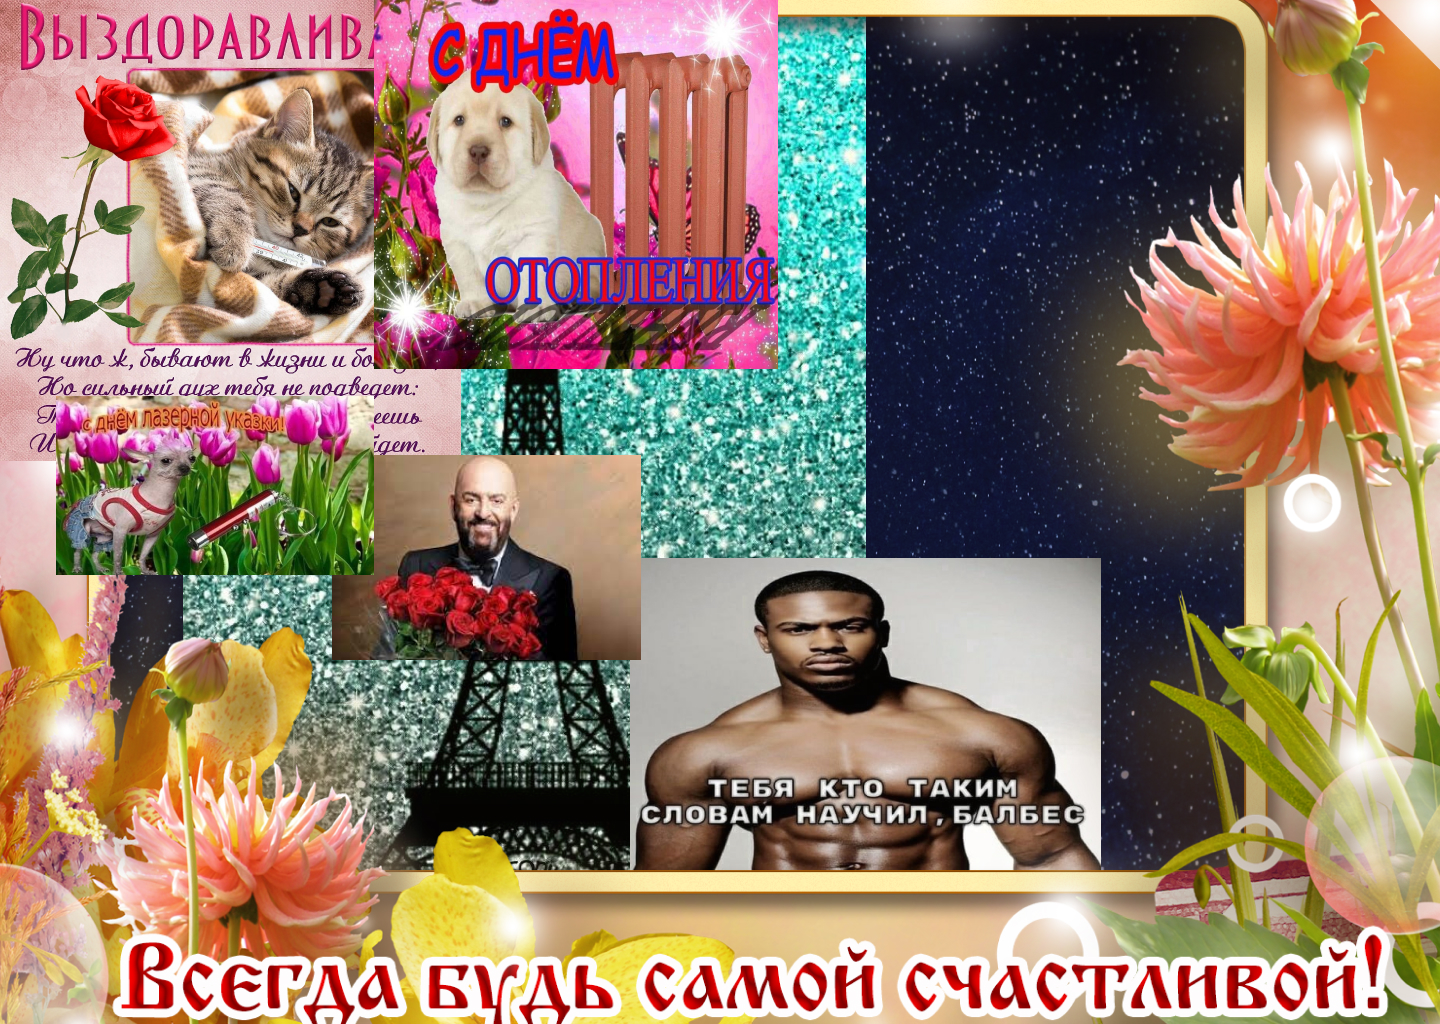 Выздоравлива
С ДНЁМ
ОТОПЛЕНИЯ
Ну что ж, бывают в жизни и
Но сильный дух тебя не подведет:
с днём лазерной указки!
ТЕБЯ КТО ТАКИМ
СЛОВАМ НАУЧИЛ,БАЛБЕС
Всегда будь самой счастливой!